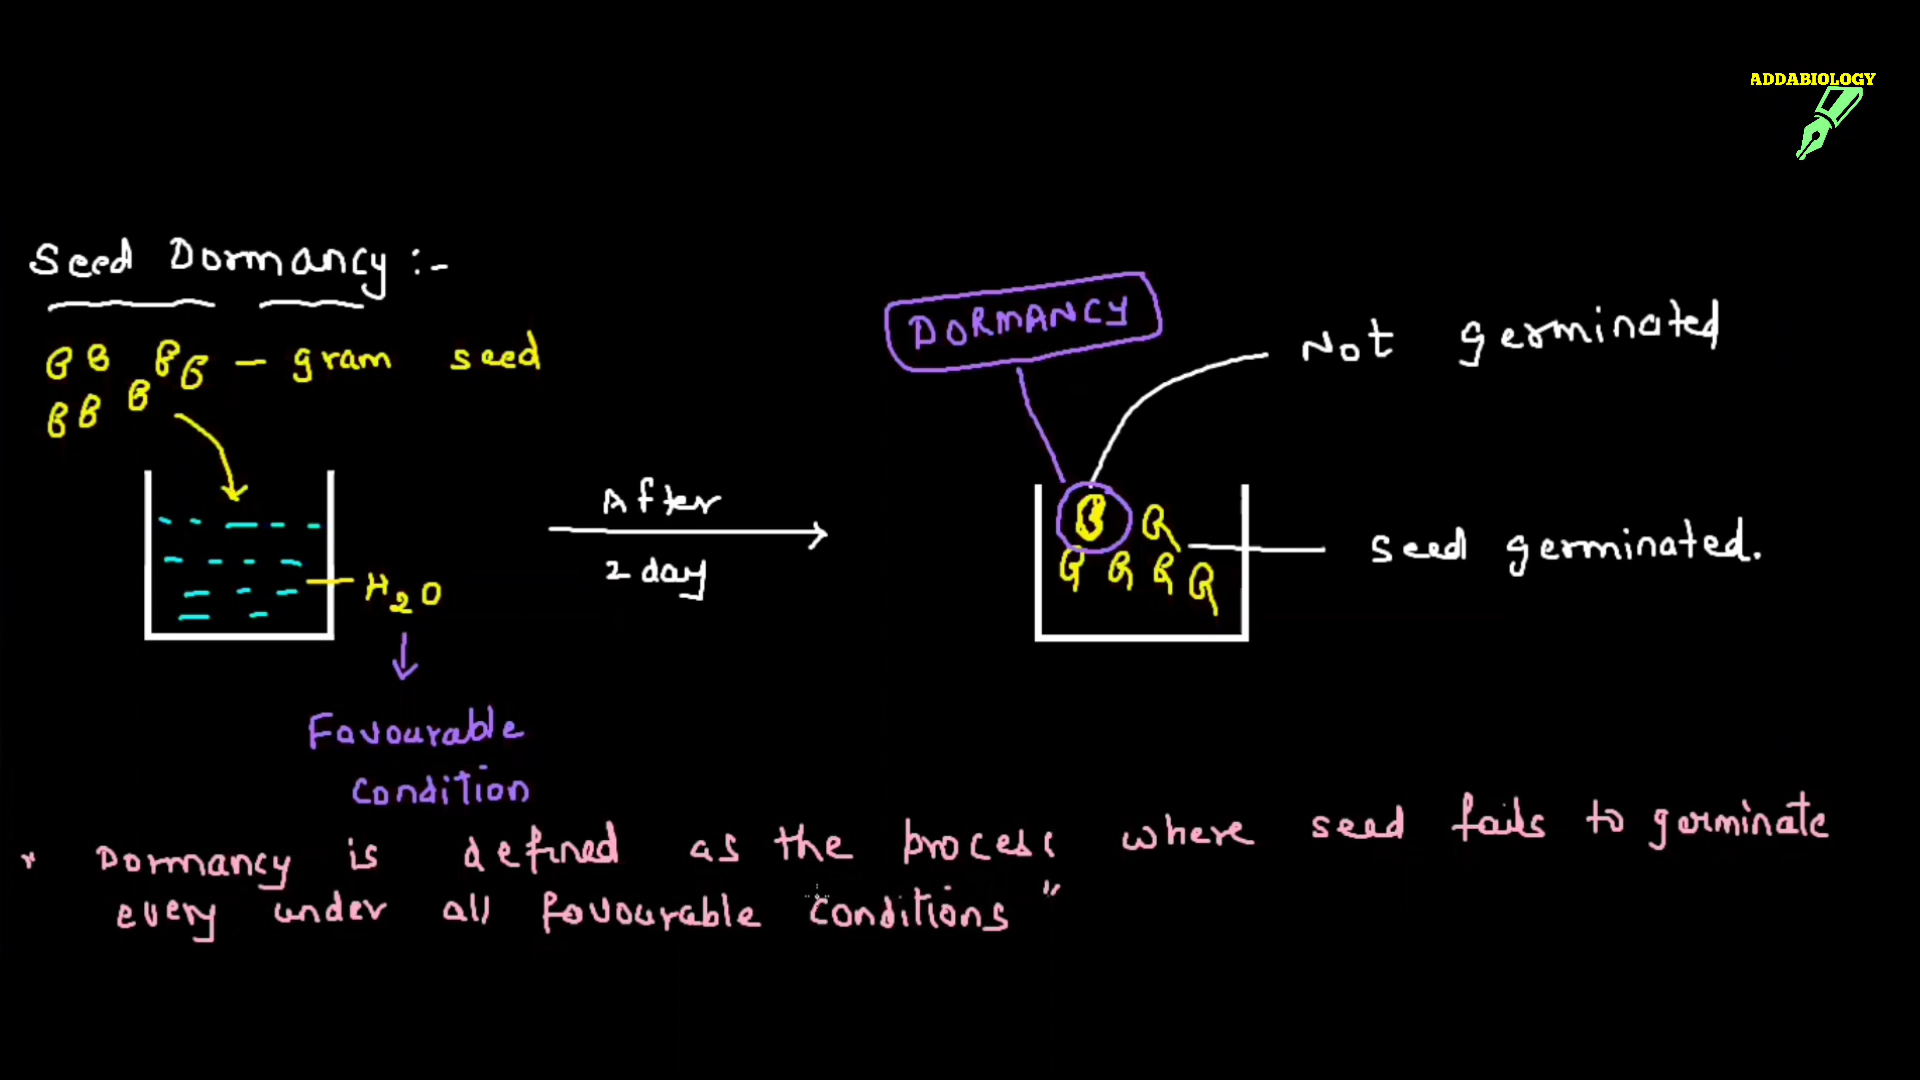 ADDABIOLOGY
Seed Dormancy :-
- gram seed
H2O
Favourable
Condition
After
2 day
DORMANCY
Not germinated
seed germinated.
* Dormancy is defined as the process where seed fails to germinate
every under all favourable conditions "